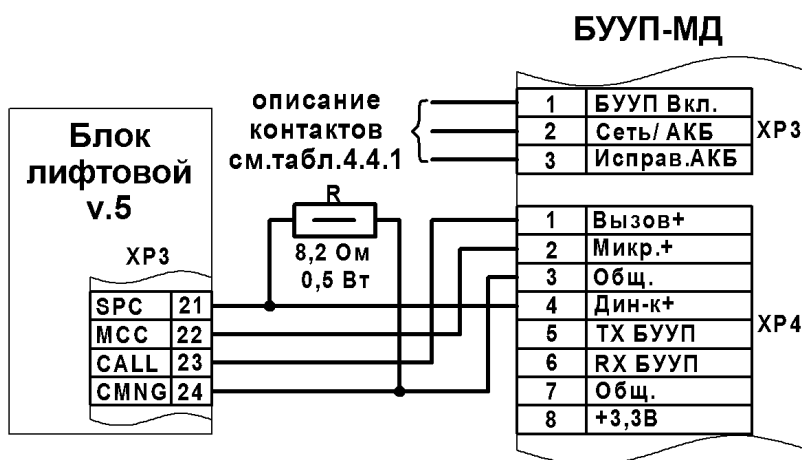 БУУП-МД
описание
контактов
см.табл.4.4.1
1 БУУП Вкл.
2 Сеть/ АКБ
3 Исправ.АКБ
XP3
Блок
лифтовой
v.5
XP3
R
8,2 Ом
0,5 Вт
SPC 21
MCC 22
CALL 23
CMNG 24
1 Вызов+
2 Микр.+
3 Общ.
4 Дин-к+
5 TX БУУП
6 RX БУУП
7 Общ.
8 +3,3В
XP4